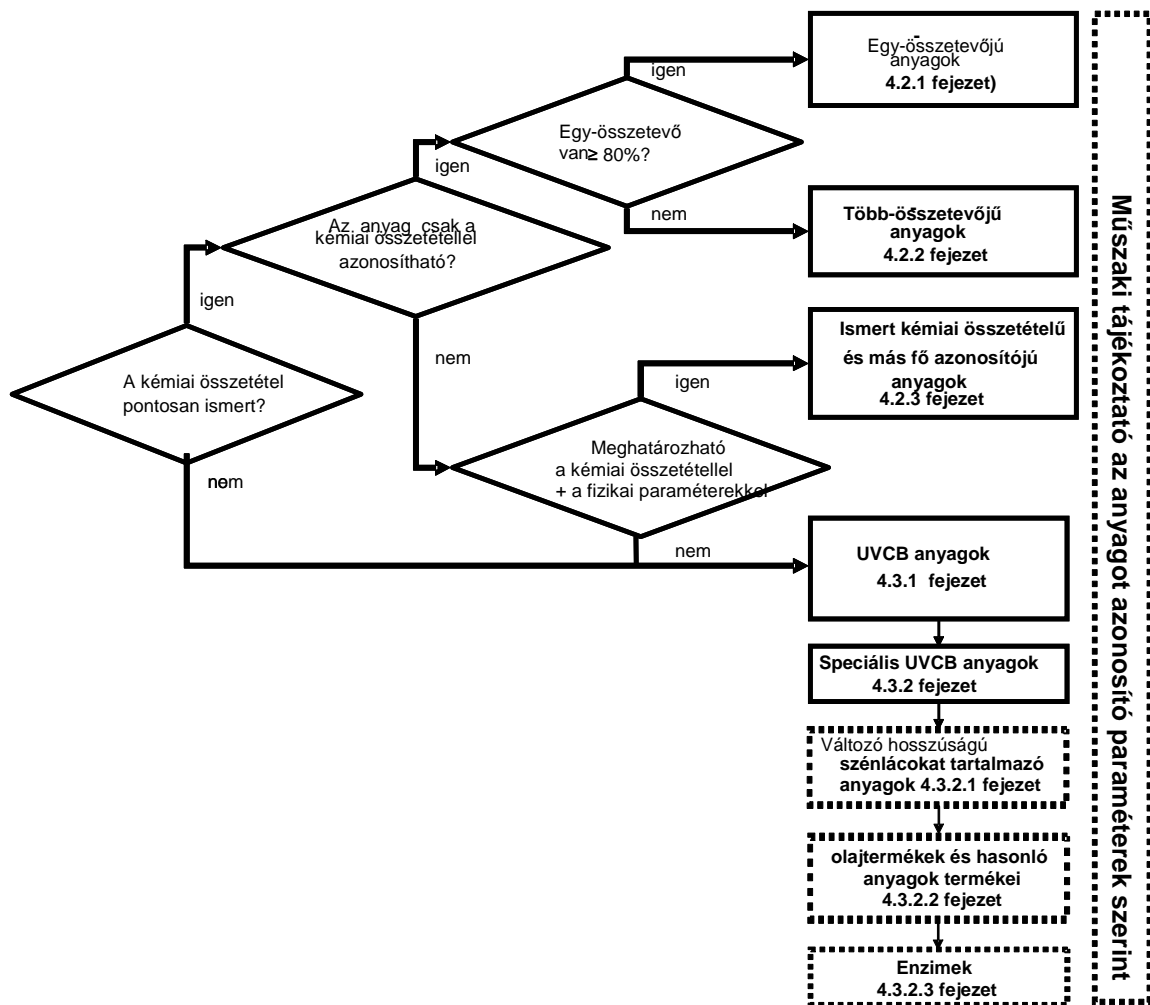 Egy-összetevőjú
anyagok
4.2.1 fejezet)
igen
Egy-összetevő
van≥ 80%?
igen
nem
Az. anyag csak a
kémiai összetétellel
azonosítható?
Több-összetevőjű
anyagok
4.2.2 fejezet
igen
nem
Ismert kémiai összetételű
és más fő azonosítójú
anyagok
4.2.3 fejezet
igen
A kémiai összetétel
pontosan ismert?
Meghatározható
a kémiai összetétellel
+ a fizikai paraméterekkel
nem
nem
UVCB anyagok
4.3.1 fejezet
Speciális UVCB anyagok
4.3.2 fejezet
Változó hosszúságú
szénlácokat tartalmazó
anyagok 4.3.2.1 fejezet
olajtermékek és hasonló
anyagok termékei
4.3.2.2 fejezet
Enzimek
4.3.2.3 fejezet
Műszaki tájékoztató az anyagot azonosító paraméterek szerint